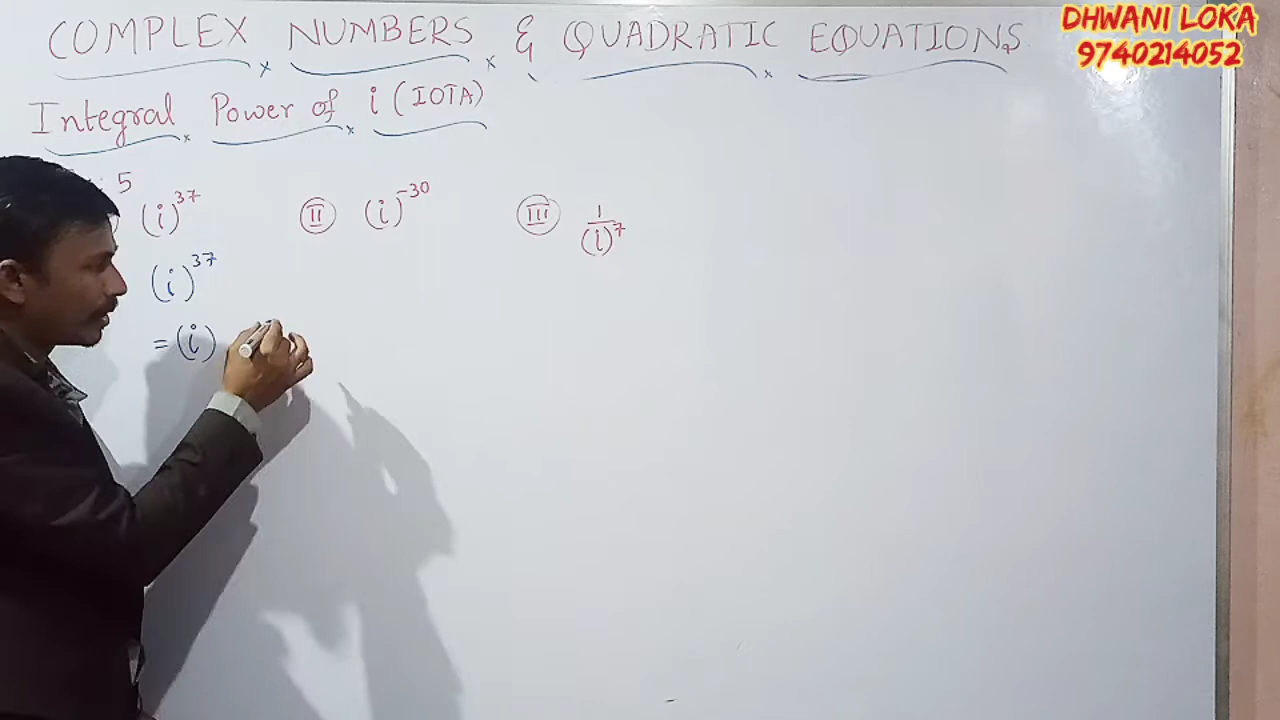 COMPLEX NUMBERS & QUADRATIC EQUATIONS
DHWANI LOKA
9740214052
Integral Power of i (IOTA)
5
(i)^37 II (i)^-30 III 1/(i)^7
(i)^37
= (i)